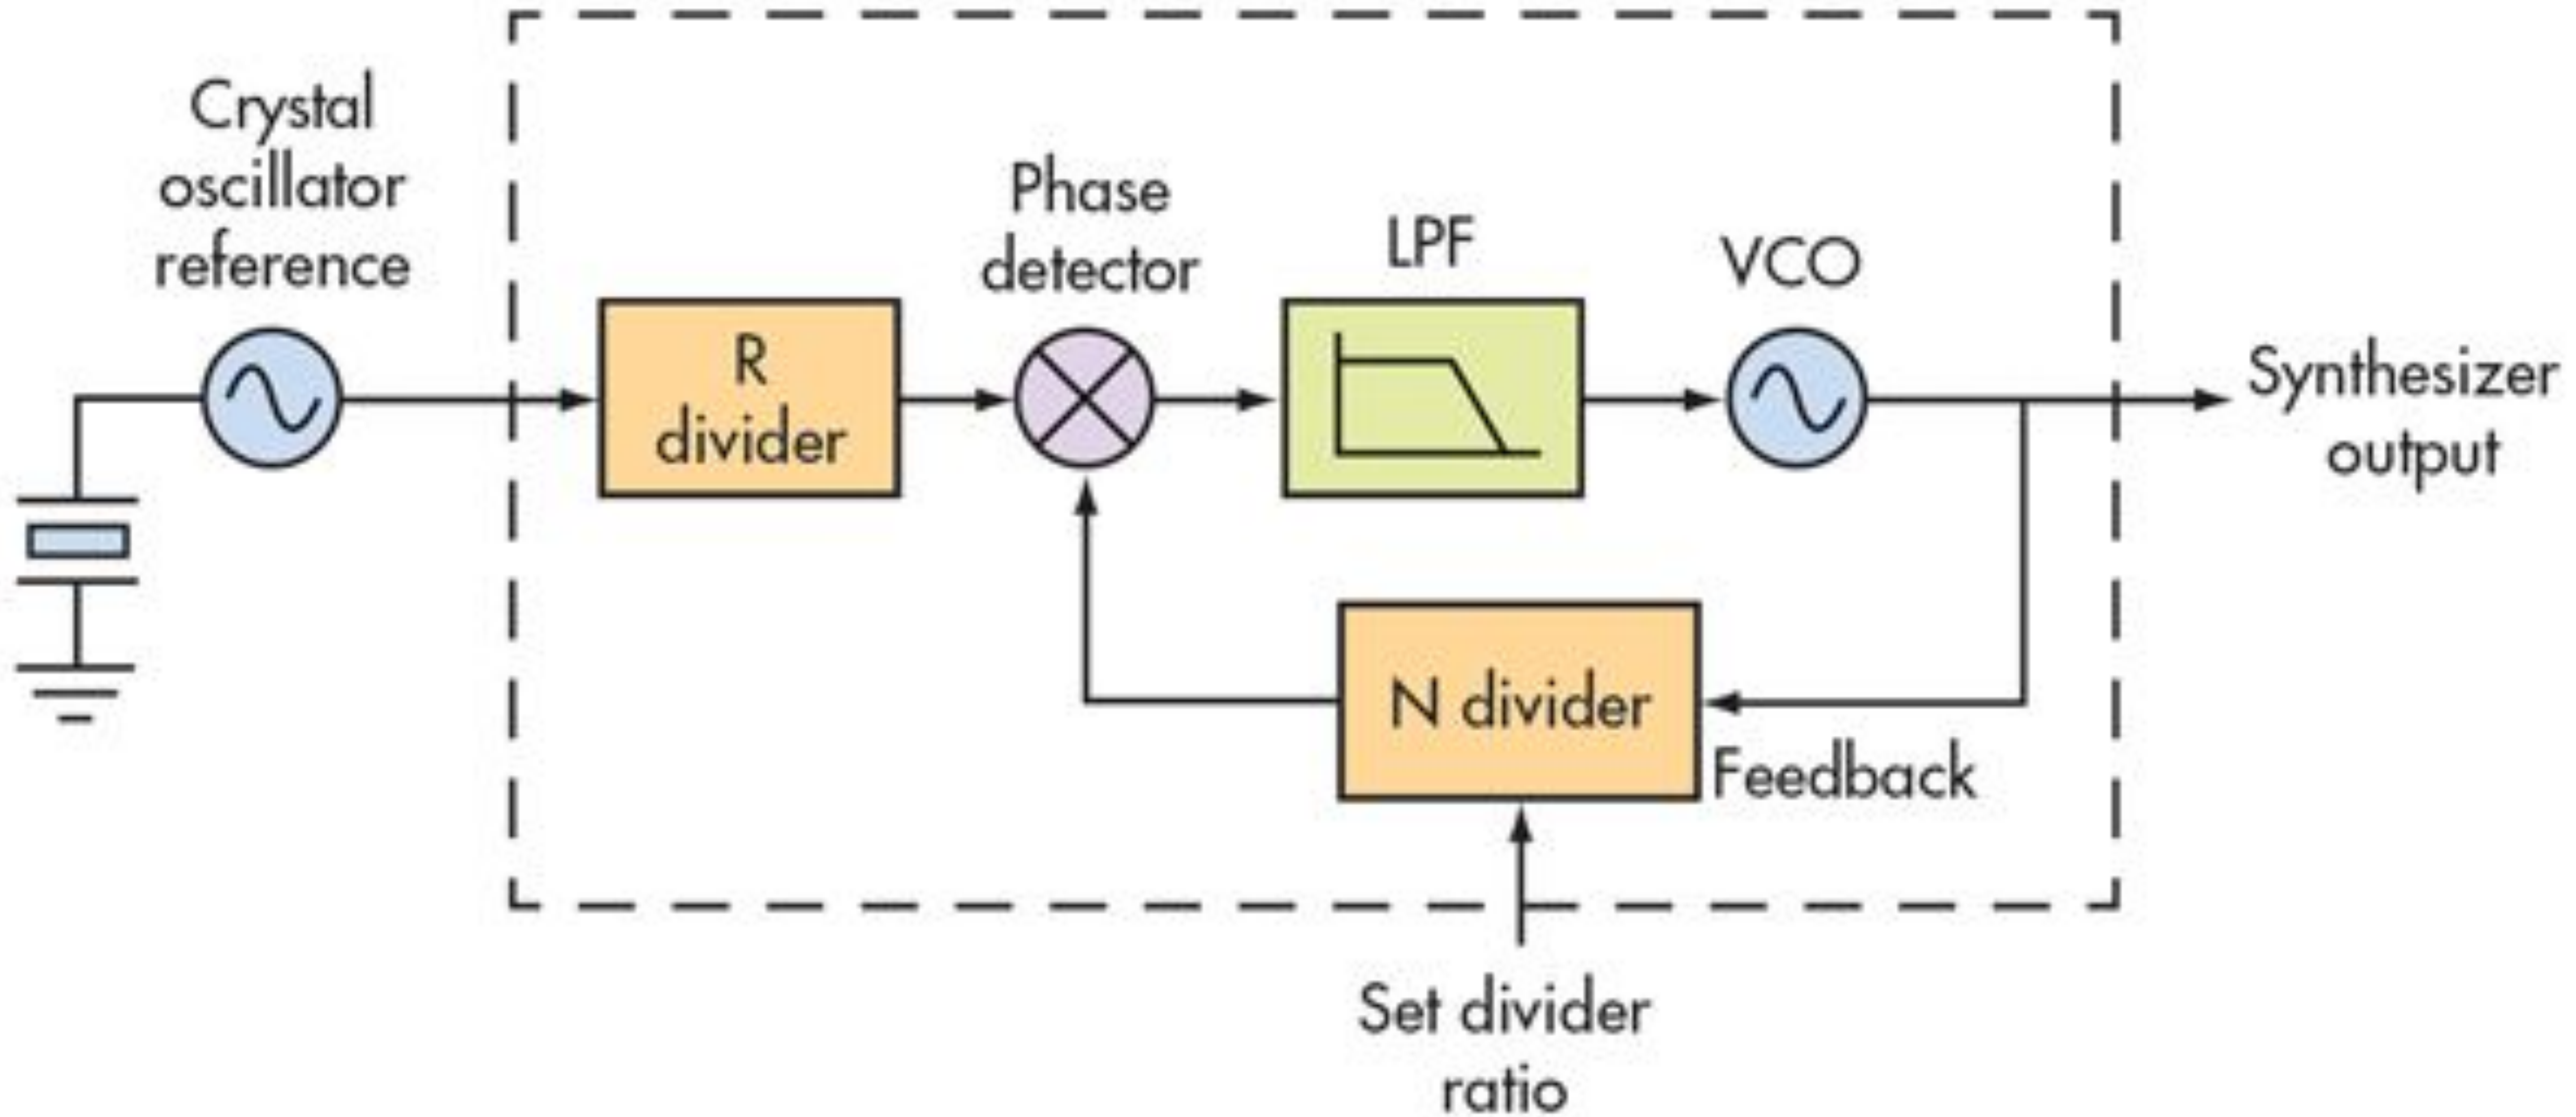 Crystal
oscillator
reference
R
divider
Phase
detector
LPF
VCO
Synthesizer
output
N divider
Feedback
Set divider
ratio